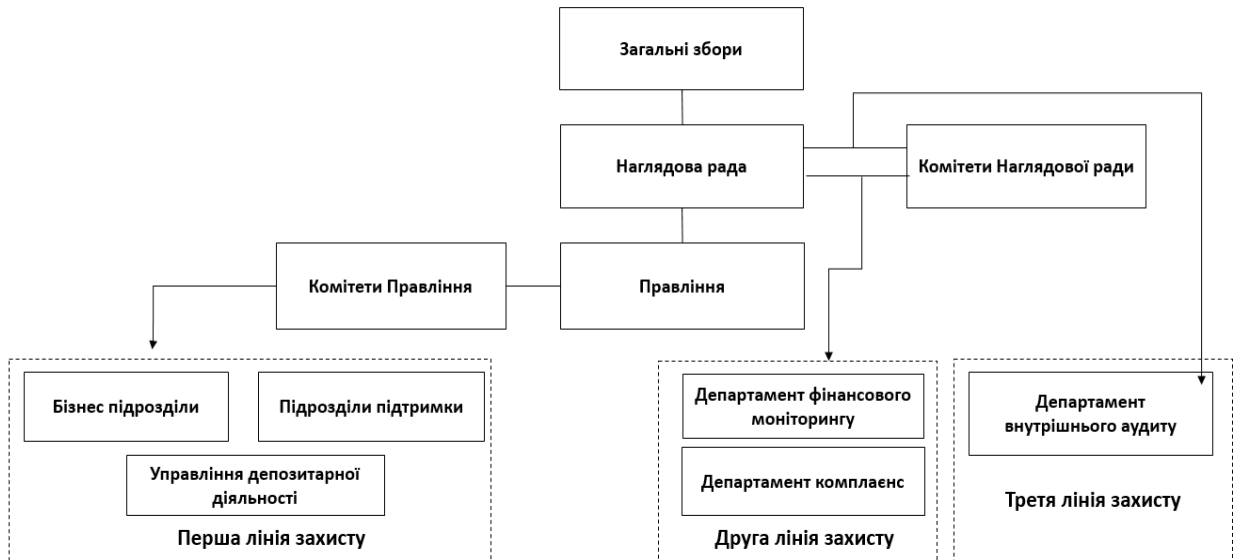 Загальні збори
Наглядова рада
Комітети Наглядової ради
Комітети Правління
Правління
Бізнес підрозділи
Підрозділи підтримки
Управління депозитарної
діяльності
Перша лінія захисту
Департамент фінансового
моніторингу
Департамент комплаєнс
Друга лінія захисту
Департамент
внутрішнього аудиту
Третя лінія захисту